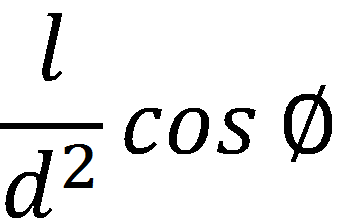 l/d² cos ∅